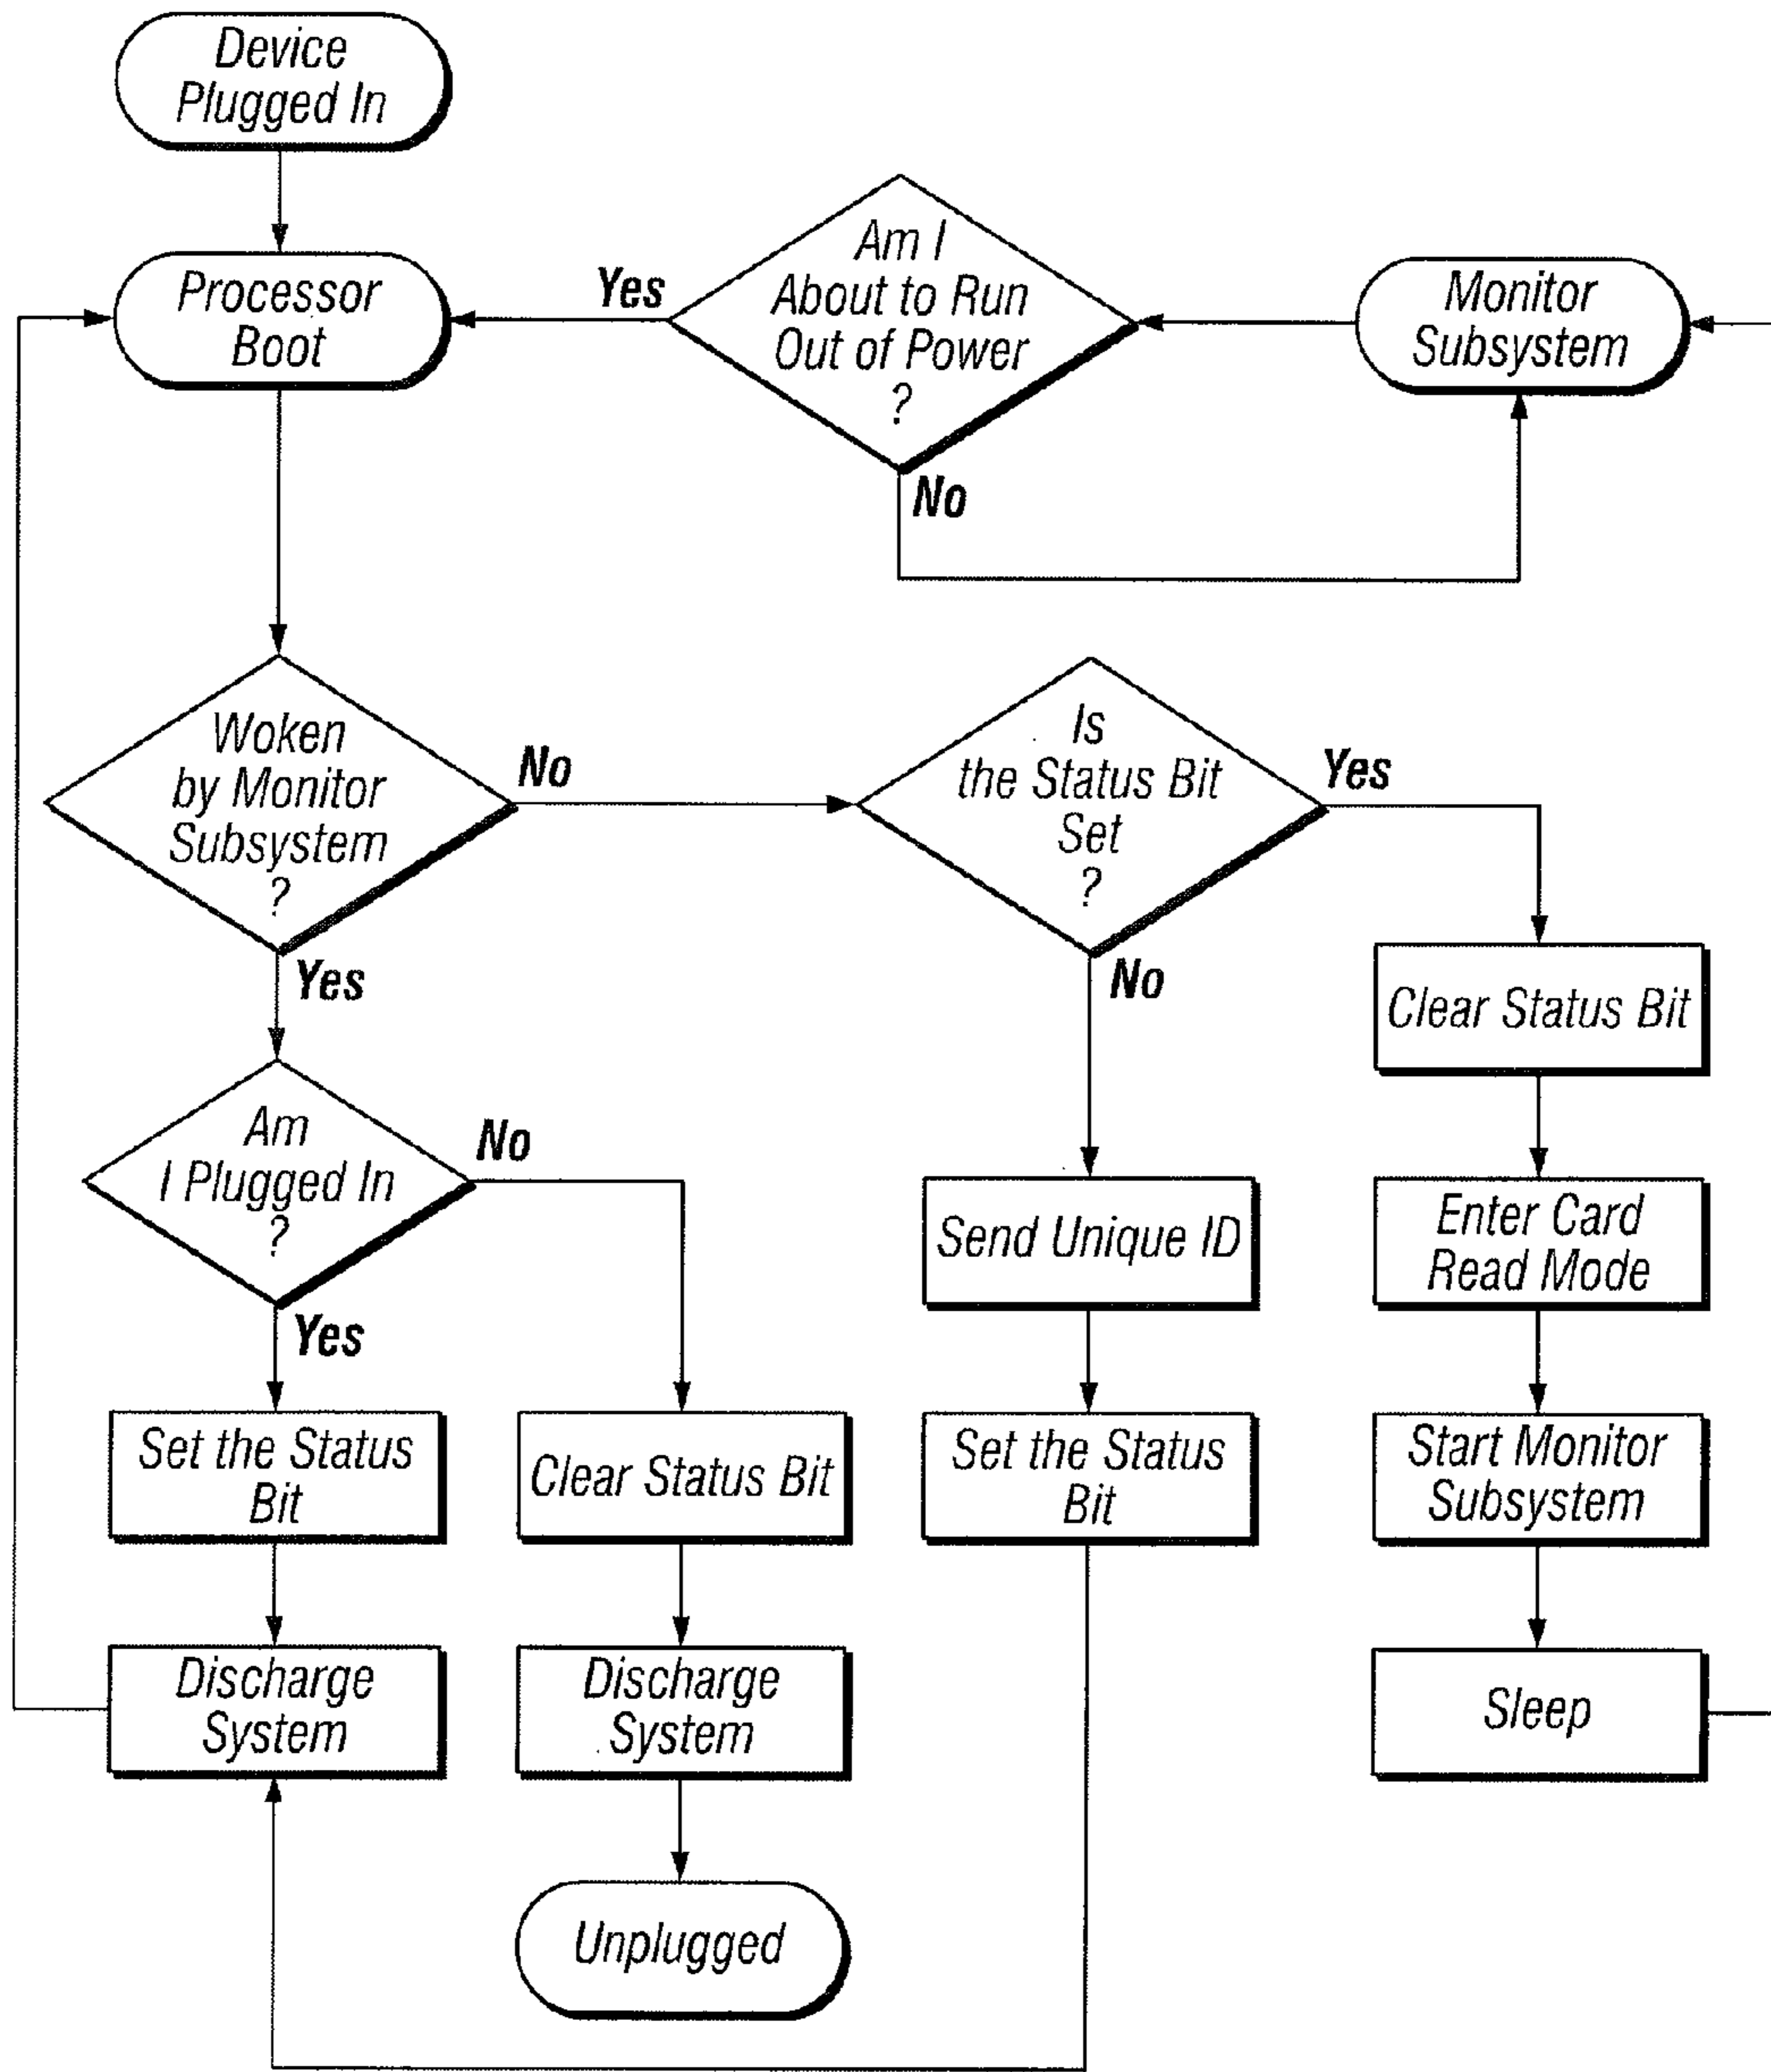 Device
Plugged In
Processor
Boot
Yes
Am I
About to Run
Out of Power
?
No
Monitor
Subsystem
Woken
by Monitor
Subsystem
?
No
Yes
Is
the Status Bit
Set
?
Yes
No
Clear Status Bit
Am
I Plugged In
?
No
Yes
Send Unique ID
Enter Card
Read Mode
Set the Status
Bit
Clear Status Bit
Set the Status
Bit
Start Monitor
Subsystem
Discharge
System
Discharge
System
Sleep
Unplugged